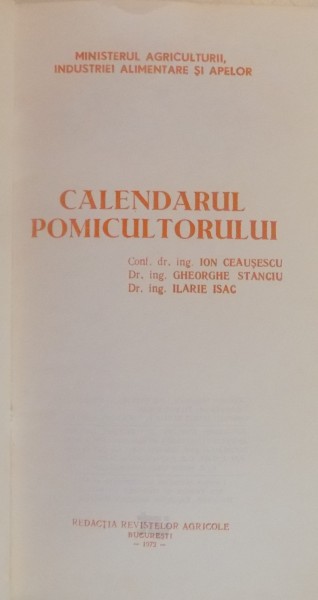 MINISTERUL AGRICULTURII,
INDUSTRIEI ALIMENTARE ȘI APELOR
CALENDARUL
POMICULTORULUI
Conf. dr. ing. ION CEAUȘESCU
Dr. ing. GHEORGHE STANCIU
Dr. ing. ILARIE ISAC
REDACȚIA REVISTELOR AGRICOLE
BUCUREȘTI